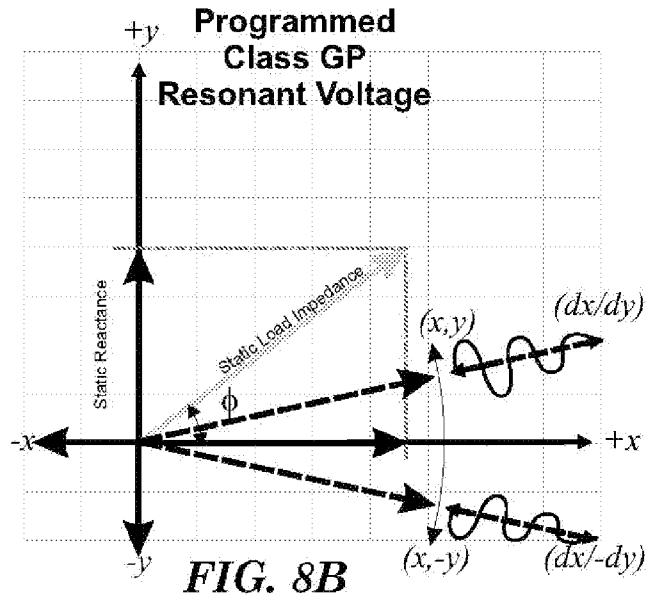 +y
Programmed
Class GP
Resonant Voltage
Static Reactance
Static Load Impedance
ϕ
(x,y)
(dx/dy)
-x
+x
(x,-y)
(dx/-dy)
-y
FIG. 8B